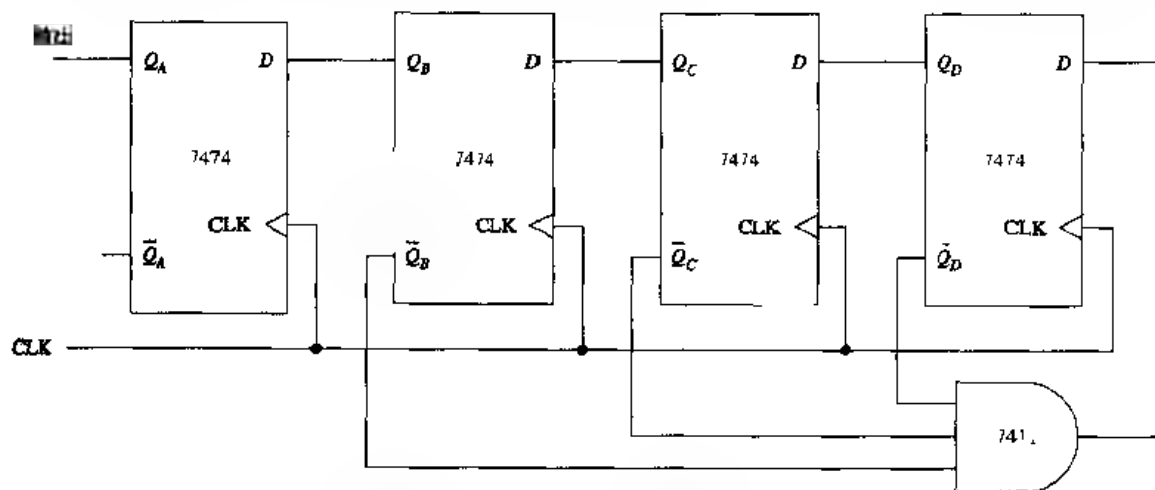 Q_A D Q_B D Q_C D Q_D D
7474 7474 7474 7474
CLK CLK CLK CLK
Q̅_A Q̅_B Q̅_C Q̅_D
CLK